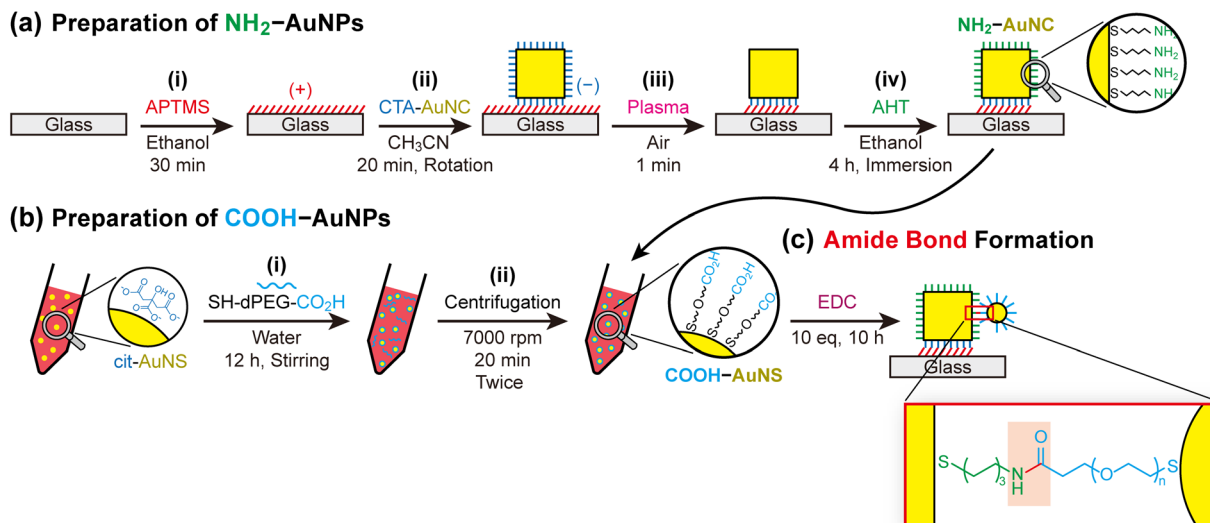 (a) Preparation of NH₂–AuNPs
(i)
APTMS
Ethanol
30 min
Glass
(+)
Glass
(ii)
CTA-AuNC
CH₃CN
20 min, Rotation
(−)
Glass
(iii)
Plasma
Air
1 min
Glass
(iv)
AHT
Ethanol
4 h, Immersion
NH₂–AuNC
Glass
S NH₂
S NH₂
S NH₂
S NH
(b) Preparation of COOH–AuNPs
cit-AuNS
O⁻ O OH O O⁻ O⁻ O
(i)
SH-dPEG-CO₂H
Water
12 h, Stirring
(ii)
Centrifugation
7000 rpm
20 min
Twice
S O CO₂H
S O CO₂H
S O CO
COOH–AuNS
(c) Amide Bond Formation
EDC
10 eq, 10 h
Glass
O
S ( )₃ N H ( O )n S